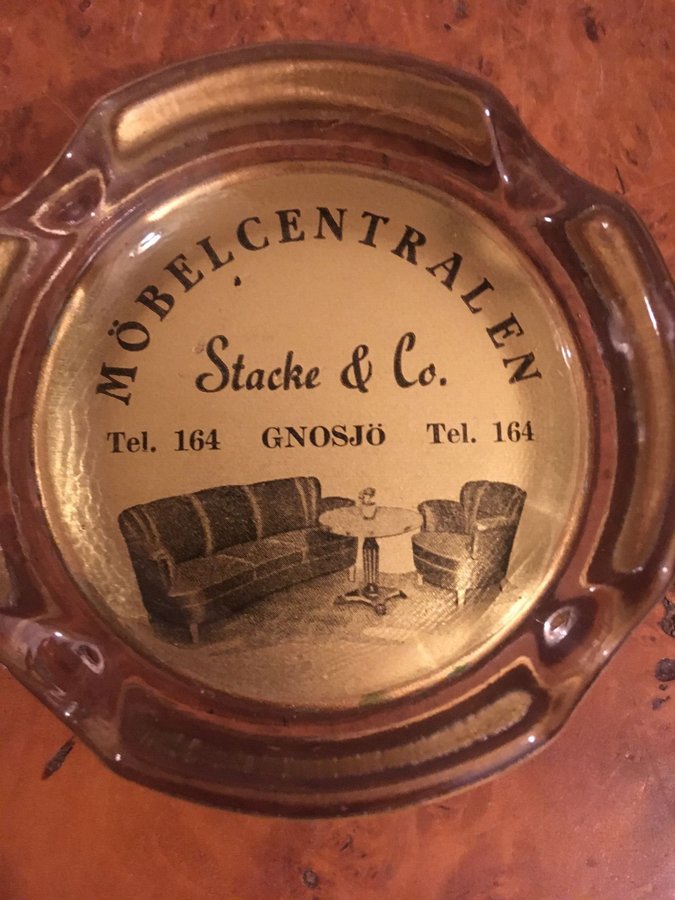 MÖBELCENTRALEN
Stacke & Co.
Tel. 164 GNOSJÖ Tel. 164